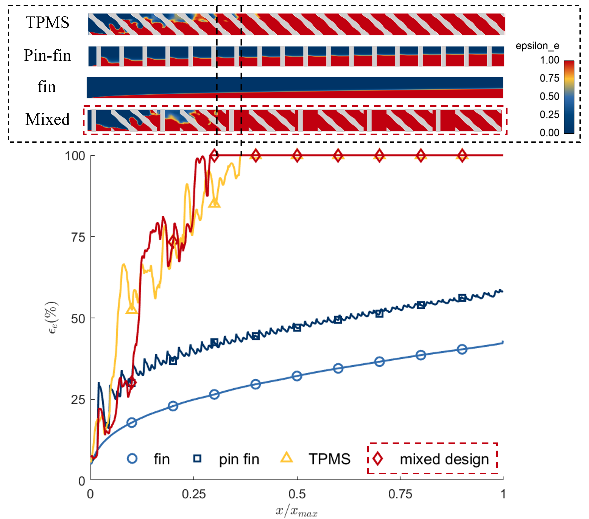 TPMS
Pin-fin
fin
Mixed
epsilon_e
1.00
0.75
0.50
0.25
0.00
100
75
50
25
0
ϵe(%)
0 0.25 0.5 0.75 1
x/xmax
fin pin fin TPMS mixed design